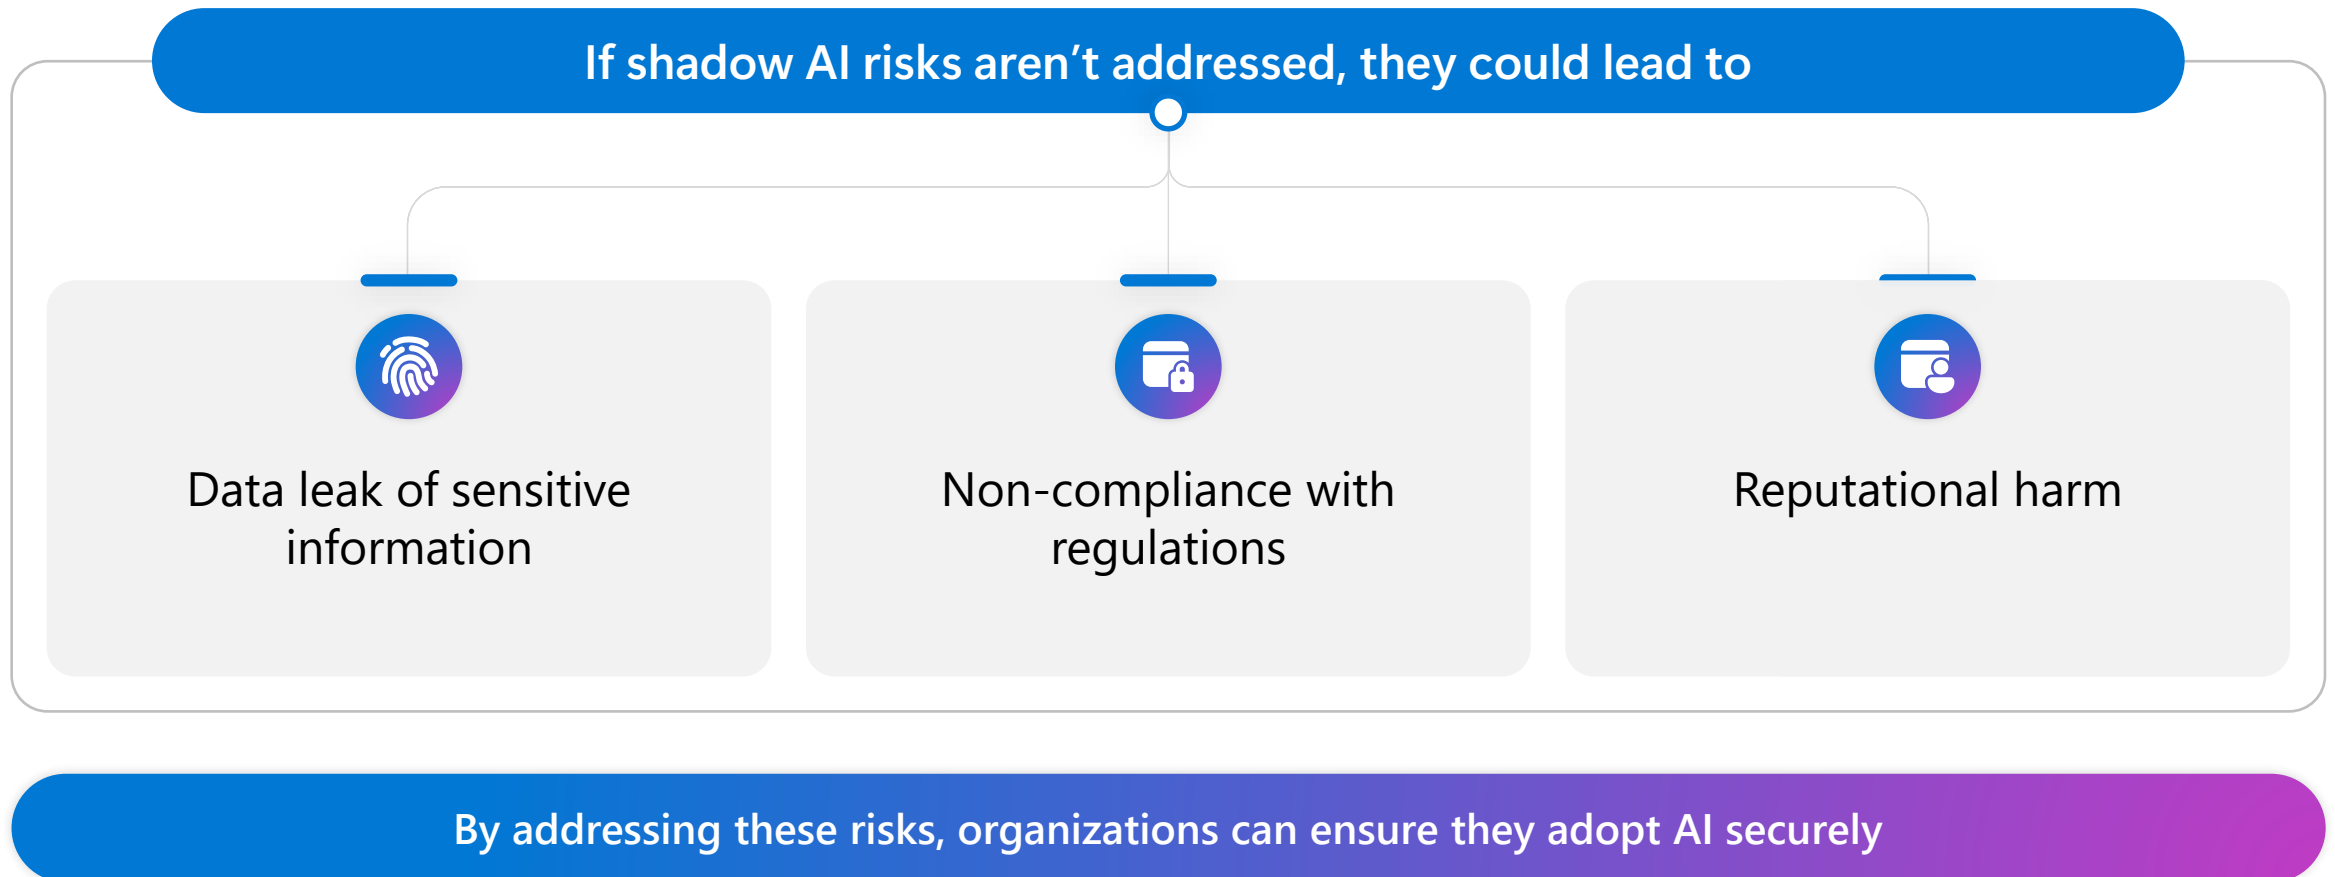 If shadow AI risks aren’t addressed, they could lead to
Data leak of sensitive
information
Non-compliance with
regulations
Reputational harm
By addressing these risks, organizations can ensure they adopt AI securely